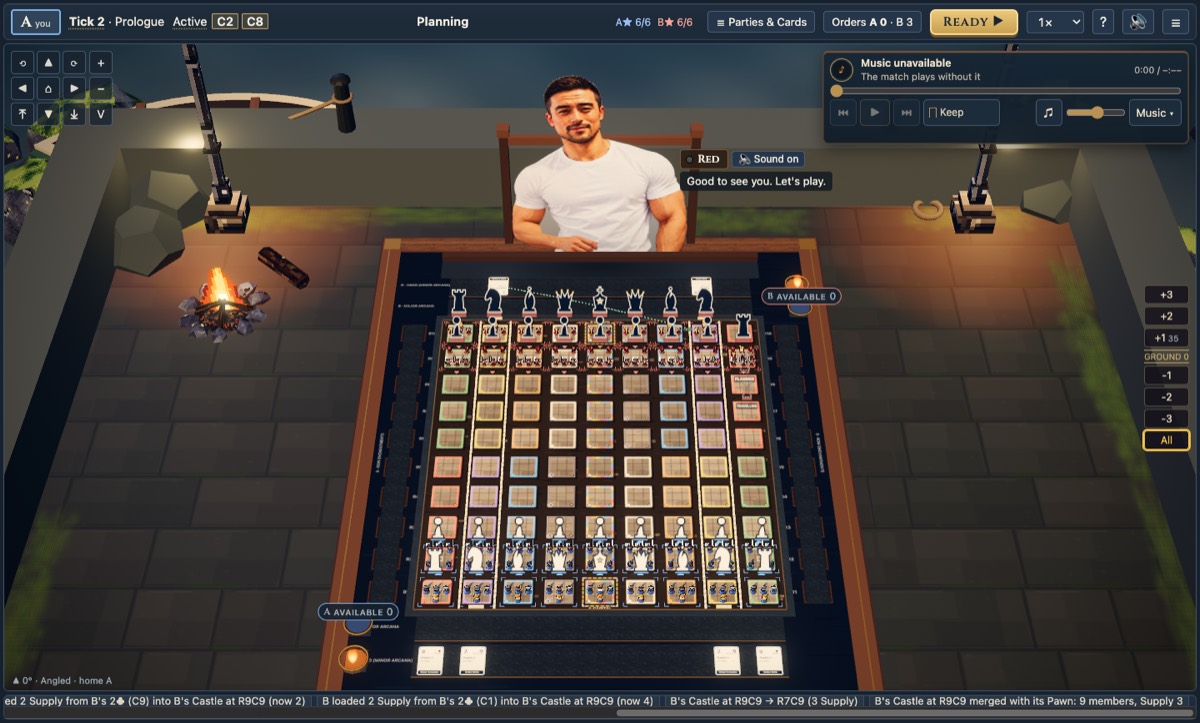 A you
Tick 2 · Prologue
Active C2 C8
Planning
A★ 6/6 B★ 6/6
≡ Parties & Cards
Orders A 0 · B 3
READY ▶
1x
?
≡
V
Music unavailable
The match plays without it
0:00 / –:––
Keep
Music ▾
RED
Sound on
Good to see you. Let's play.
B AVAILABLE 0
+3
+2
+1 35
GROUND 0
-1
-2
-3
All
A AVAILABLE 0
▲ 0° · Angled · home A
ed 2 Supply from B's 2♣ (C9) into B's Castle at R9C9 (now 2)
B loaded 2 Supply from B's 2♣ (C1) into B's Castle at R9C9 (now 4)
B's Castle at R9C9 → R7C9 (3 Supply)
B's Castle at R9C9 merged with its Pawn: 9 members, Supply 3